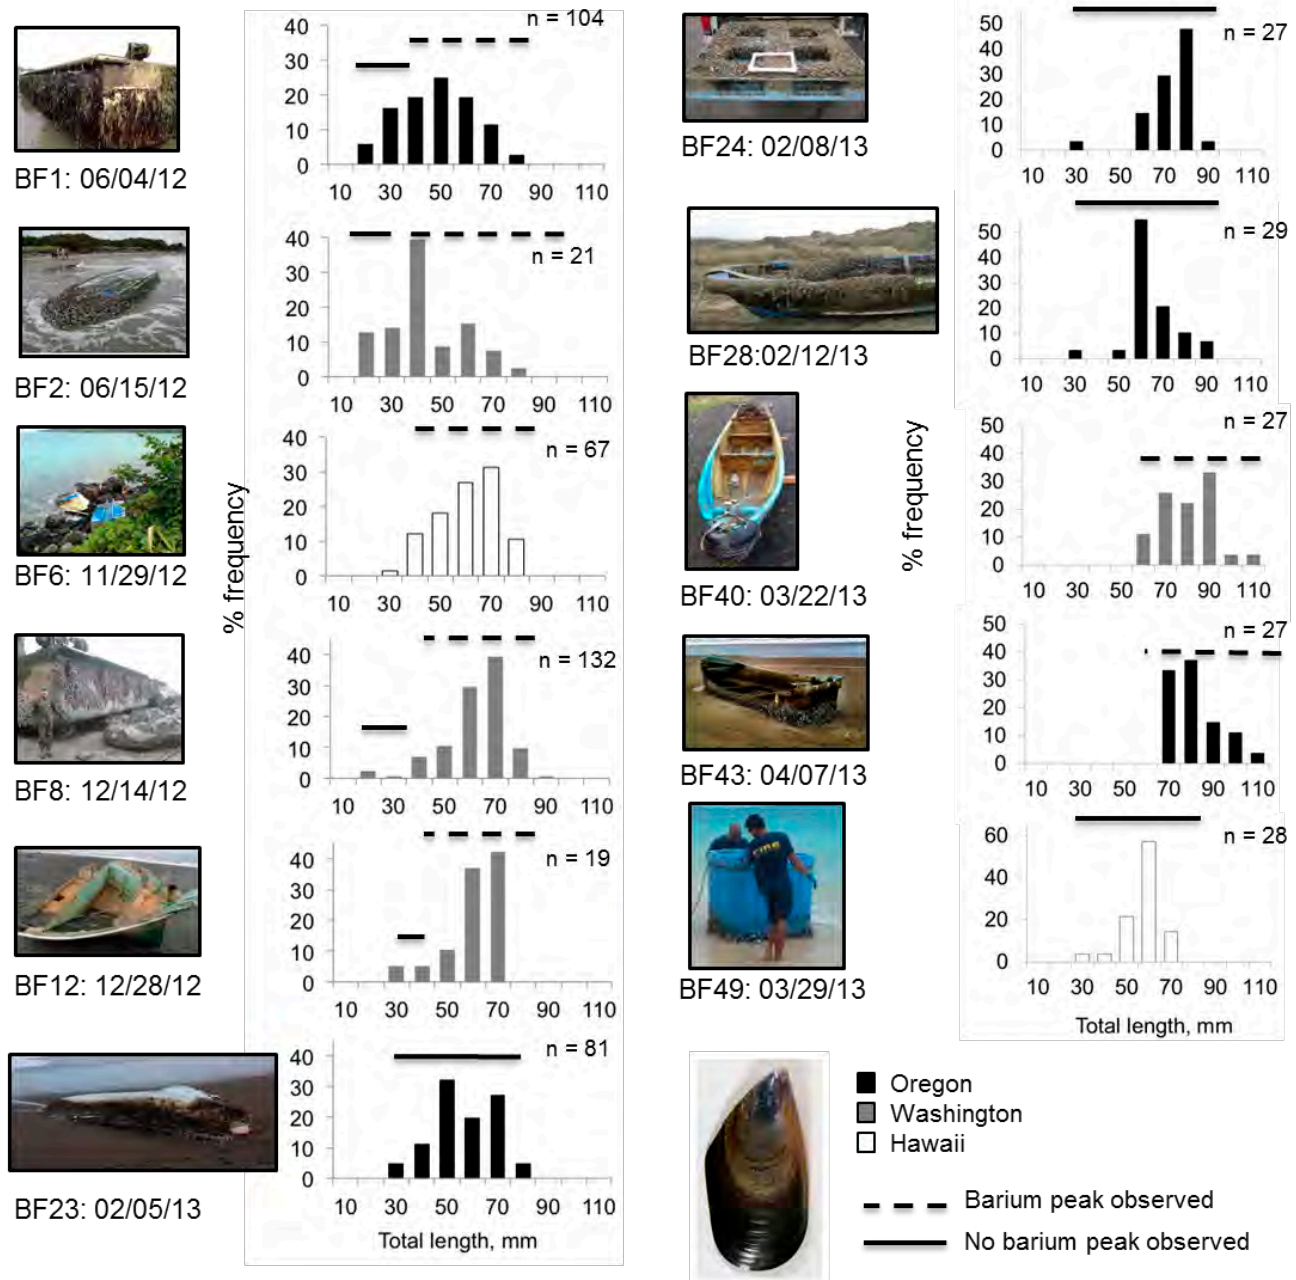 n = 104
40
30
20
10
0
10 30 50 70 90 110
BF1: 06/04/12
40
30
20
10
0
n = 21
10 30 50 70 90 110
BF2: 06/15/12
40
30
20
10
0
n = 67
10 30 50 70 90 110
BF6: 11/29/12
% frequency
40
30
20
10
0
n = 132
10 30 50 70 90 110
BF8: 12/14/12
40
30
20
10
0
n = 19
10 30 50 70 90 110
BF12: 12/28/12
40
30
20
10
0
n = 81
10 30 50 70 90 110
BF23: 02/05/13
Total length, mm
50
40
30
20
10
0
n = 27
10 30 50 70 90 110
BF24: 02/08/13
50
40
30
20
10
0
n = 29
10 30 50 70 90 110
BF28:02/12/13
50
40
30
20
10
0
n = 27
10 30 50 70 90 110
BF40: 03/22/13
% frequency
50
40
30
20
10
0
n = 27
10 30 50 70 90 110
BF43: 04/07/13
60
40
20
0
n = 28
10 30 50 70 90 110
FIRE
BF49: 03/29/13
Total length, mm
Oregon
Washington
Hawaii
Barium peak observed
No barium peak observed